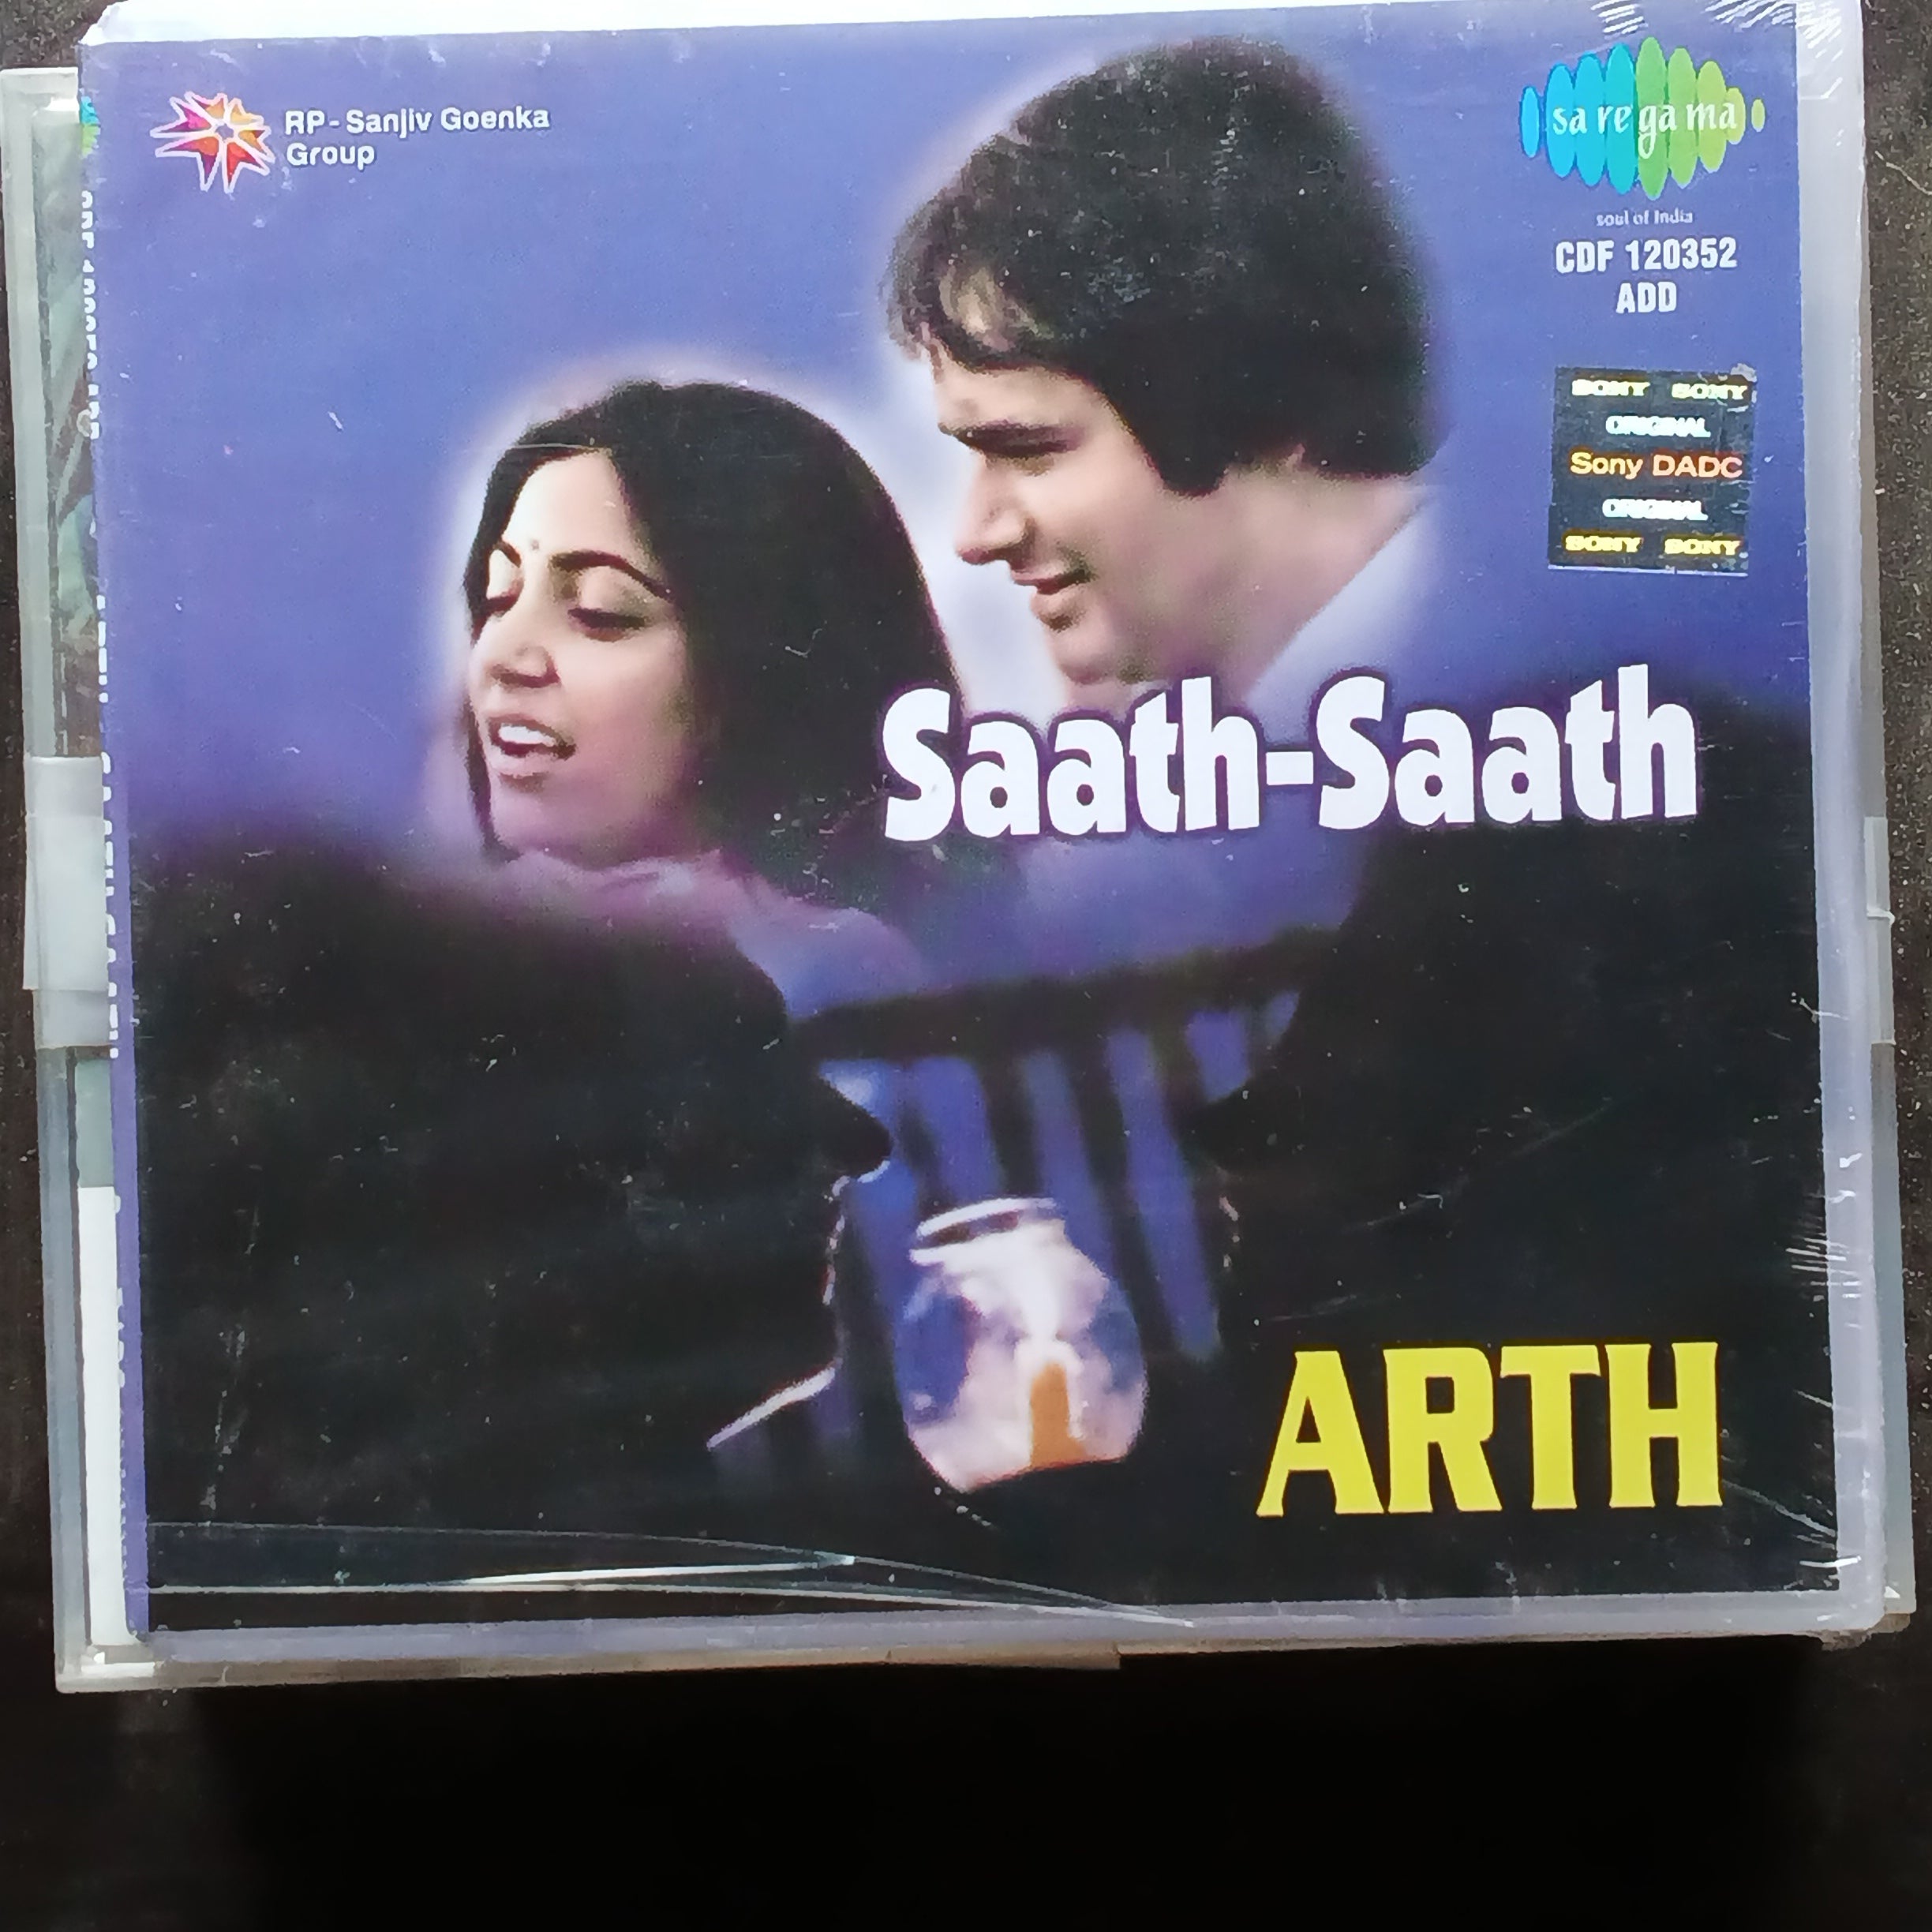 RP-Sanjiv Goenka
Group
sa re ga ma
soul of India
CDF 120352
ADD
SONY SONY
ORIGINAL
Sony DADC
ORIGINAL
SONY SONY
Saath-Saath
ARTH